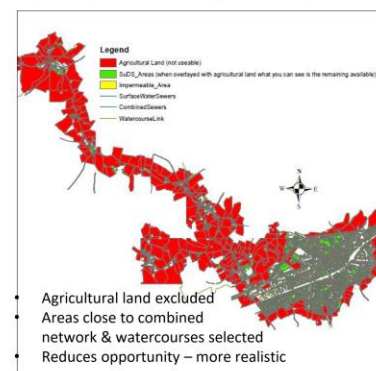 Legend
Agricultural Land (not useable)
SuDS_Areas (when overlayed with agricultural land what you can see is the remaining available)
Impermeable_Area
SurfaceWaterSewers
CombinedSewers
WatercourseLink
N
W E
S
• Agricultural land excluded
• Areas close to combined
network & watercourses selected
• Reduces opportunity – more realistic